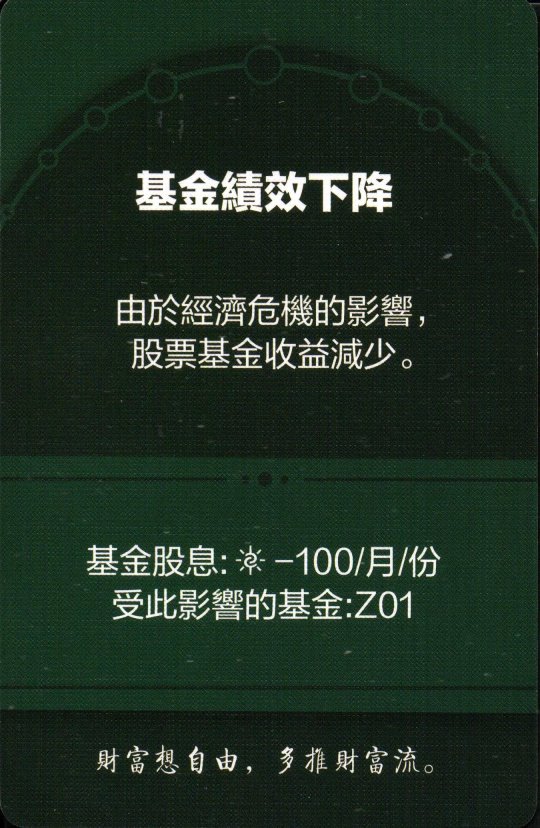 基金績效下降
由於經濟危機的影響，
股票基金收益減少。
基金股息: -100/月/份
受此影響的基金:Z01
財富想自由，多推財富流。